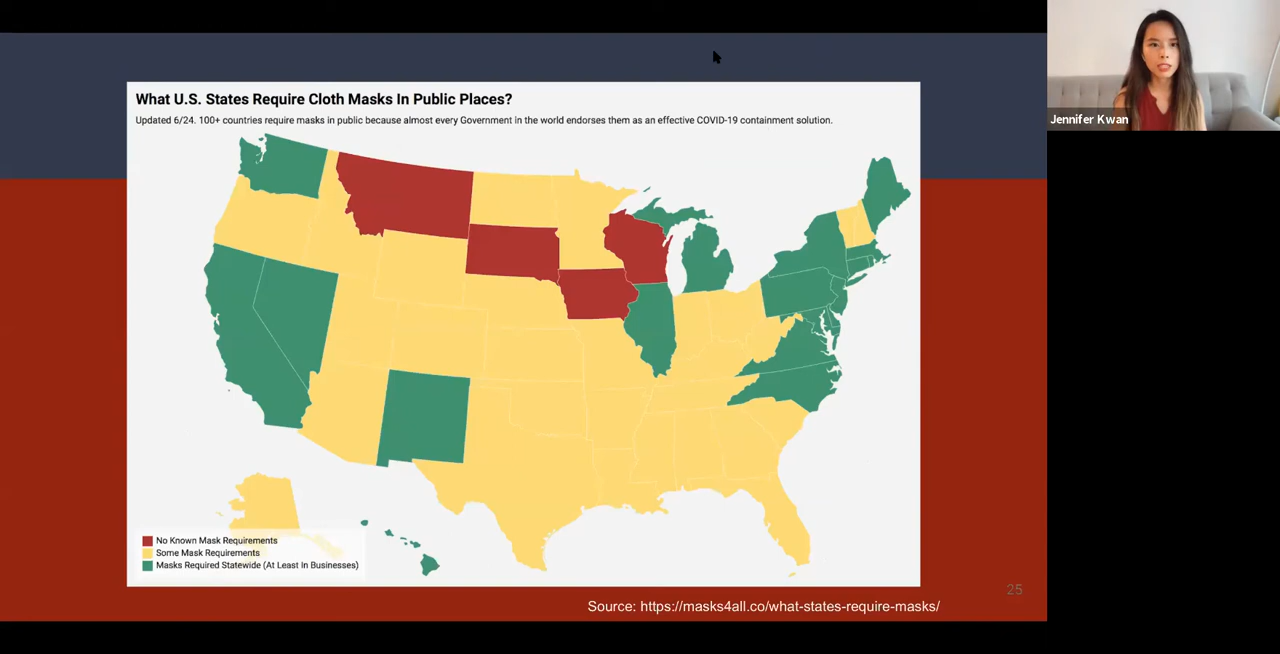 Jennifer Kwan
What U.S. States Require Cloth Masks In Public Places?
Updated 6/24. 100+ countries require masks in public because almost every Government in the world endorses them as an effective COVID-19 containment solution.
No Known Mask Requirements
Some Mask Requirements
Masks Required Statewide (At Least In Businesses)
25
Source: https://masks4all.co/what-states-require-masks/